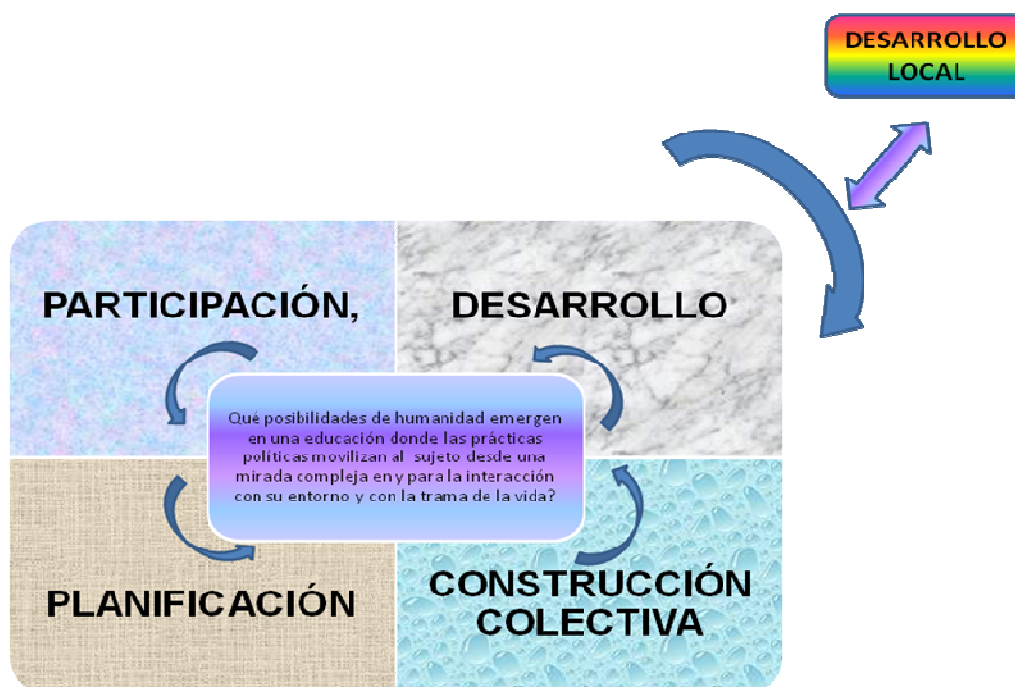 DESARROLLO
LOCAL
PARTICIPACIÓN,
DESARROLLO
Qué posibilidades de humanidad emergen
en una educación donde las prácticas
políticas movilizan al sujeto desde una
mirada compleja en y para la interacción
con su entorno y con la trama de la vida?
PLANIFICACIÓN
CONSTRUCCIÓN
COLECTIVA